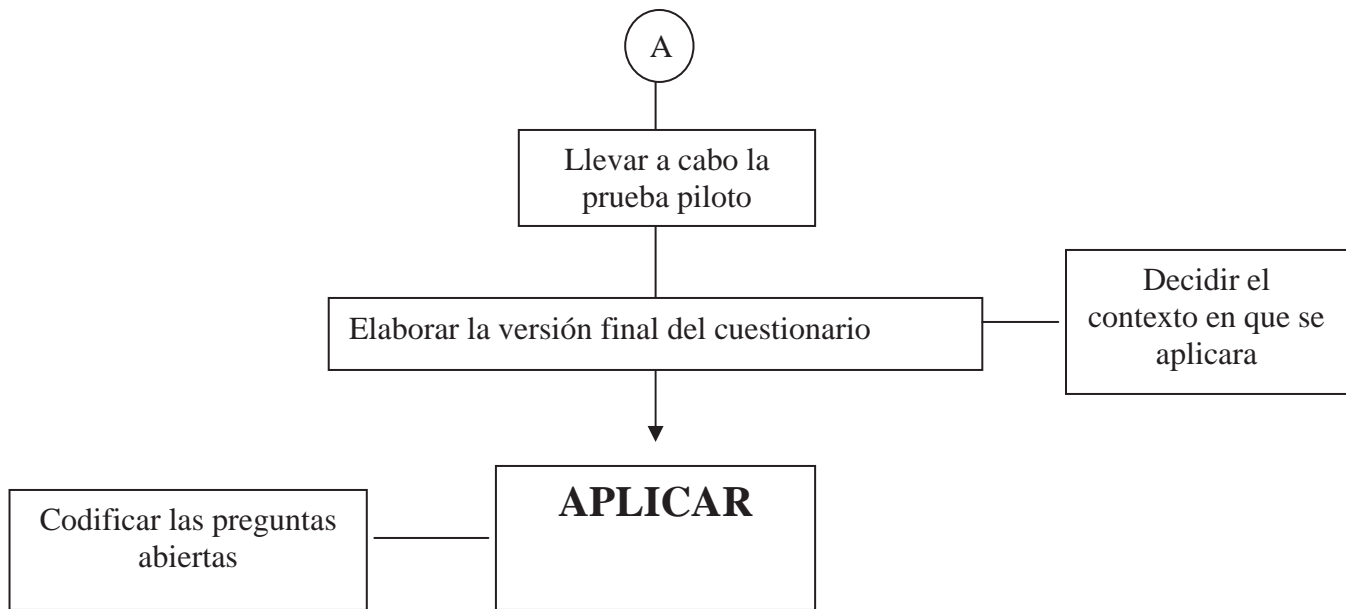 A
Llevar a cabo la
prueba piloto
Elaborar la versión final del cuestionario
Decidir el
contexto en que se
aplicara
APLICAR
Codificar las preguntas
abiertas